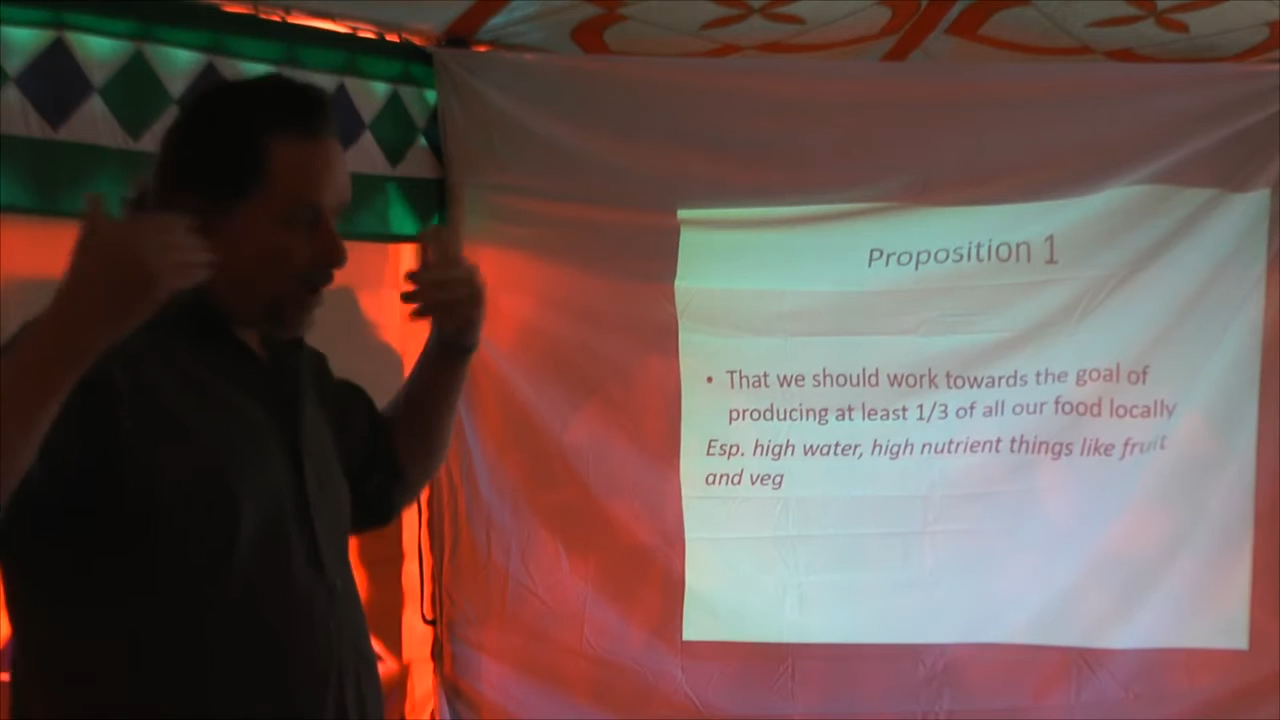 Proposition 1
• That we should work towards the goal of
producing at least 1/3 of all our food locally
Esp. high water, high nutrient things like fruit
and veg